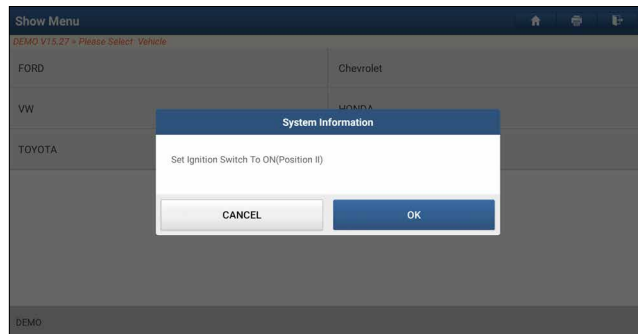 Show Menu
DEMO V15.27 > Please Select Vehicle
FORD
Chevrolet
VW
HONDA
TOYOTA
System Information
Set Ignition Switch To ON(Position II)
CANCEL
OK
DEMO